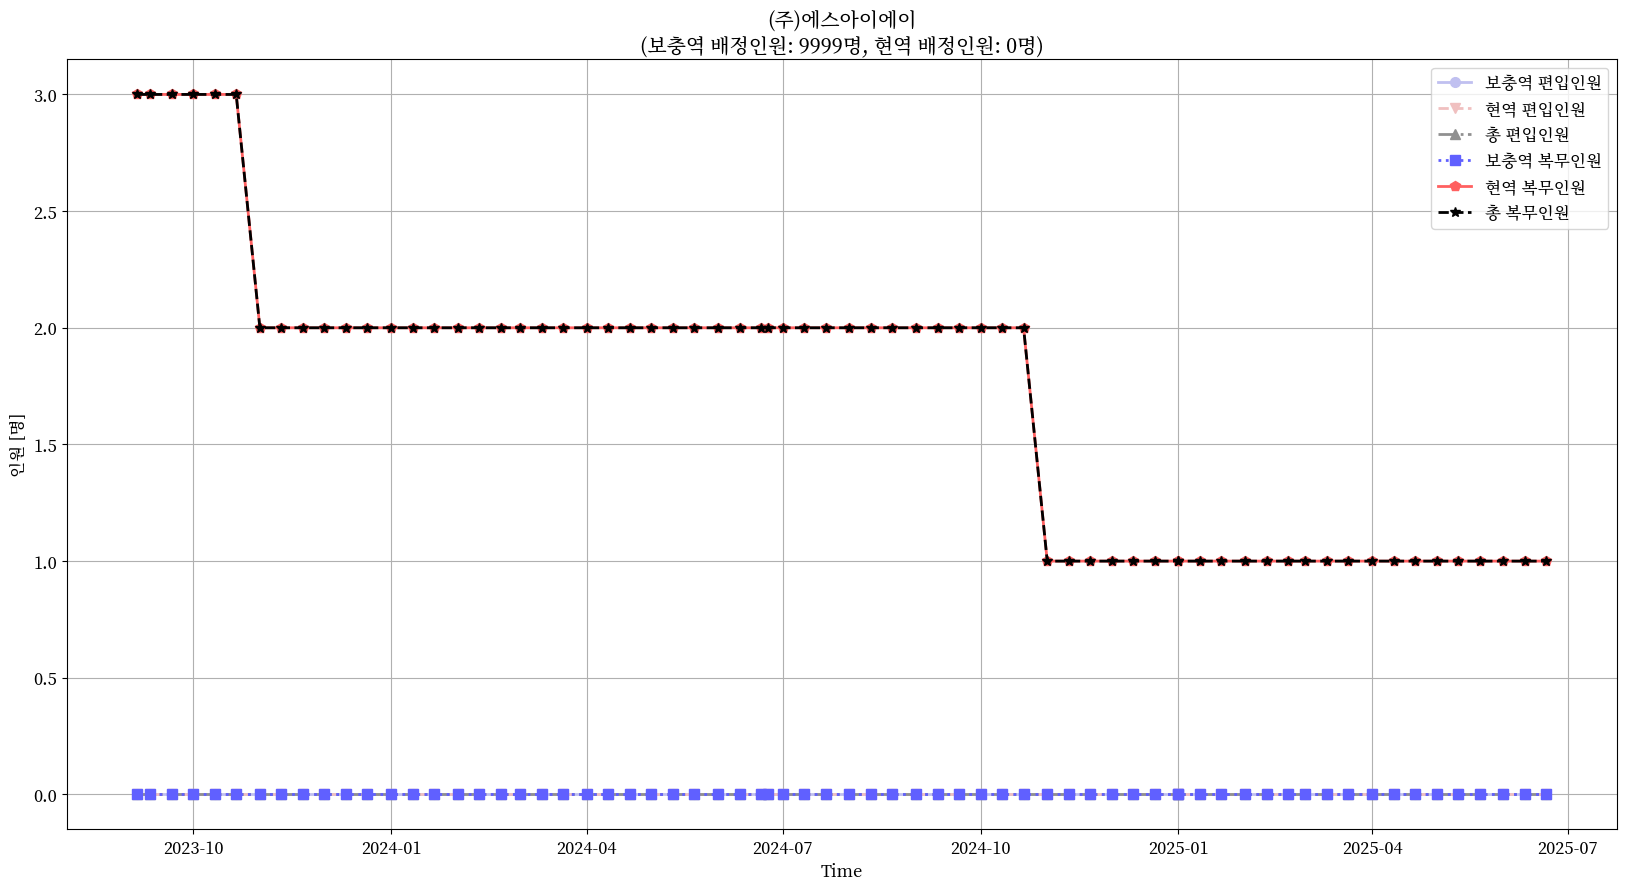 (주)에스아이에이
(보충역 배정인원: 9999명, 현역 배정인원: 0명)
보충역 편입인원
현역 편입인원
총 편입인원
보충역 복무인원
현역 복무인원
총 복무인원
3.0
2.5
2.0
1.5
1.0
0.5
0.0
인원 [명]
2023-10
2024-01
2024-04
2024-07
2024-10
2025-01
2025-04
2025-07
Time